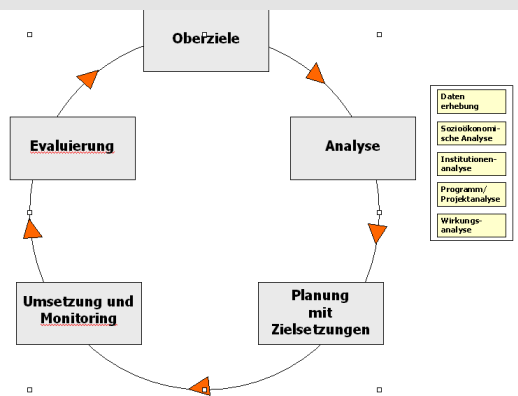 Oberziele
Evaluierung
Analyse
Daten
erhebung
Sozioökonomi-
sche Analyse
Institutionen-
analyse
Programm/
Projektanalyse
Wirkungs-
analyse
Umsetzung und
Monitoring
Planung
mit
Zielsetzungen